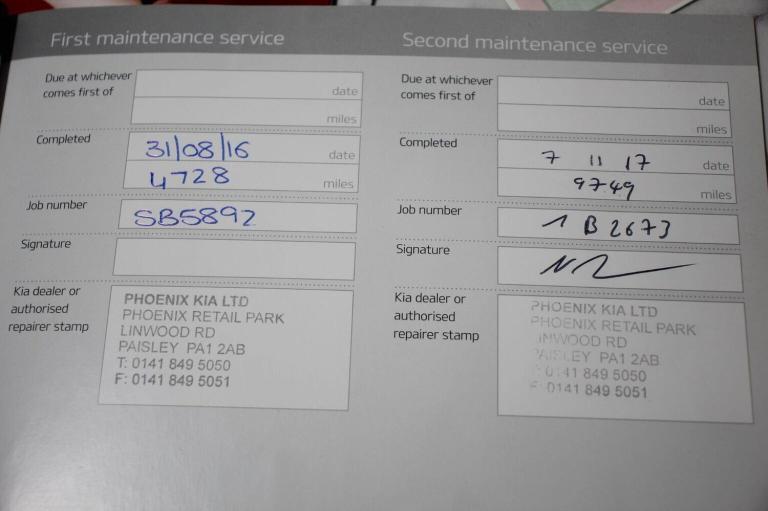 First maintenance service
Due at whichever
comes first of
date
miles
Completed
31/08/16 date
4728 miles
Job number
SB5892
Signature
Kia dealer or
authorised
repairer stamp
PHOENIX KIA LTD
PHOENIX RETAIL PARK
LINWOOD RD
PAISLEY PA1 2AB
T: 0141 849 5050
F: 0141 849 5051
Second maintenance service
Due at whichever
comes first of
date
miles
Completed
7 11 17 date
9749 miles
Job number
1 B 2673
Signature
Kia dealer or
authorised
repairer stamp
PHOENIX KIA LTD
PHOENIX RETAIL PARK
LINWOOD RD
PAISLEY PA1 2AB
T: 0141 849 5050
F: 0141 849 5051